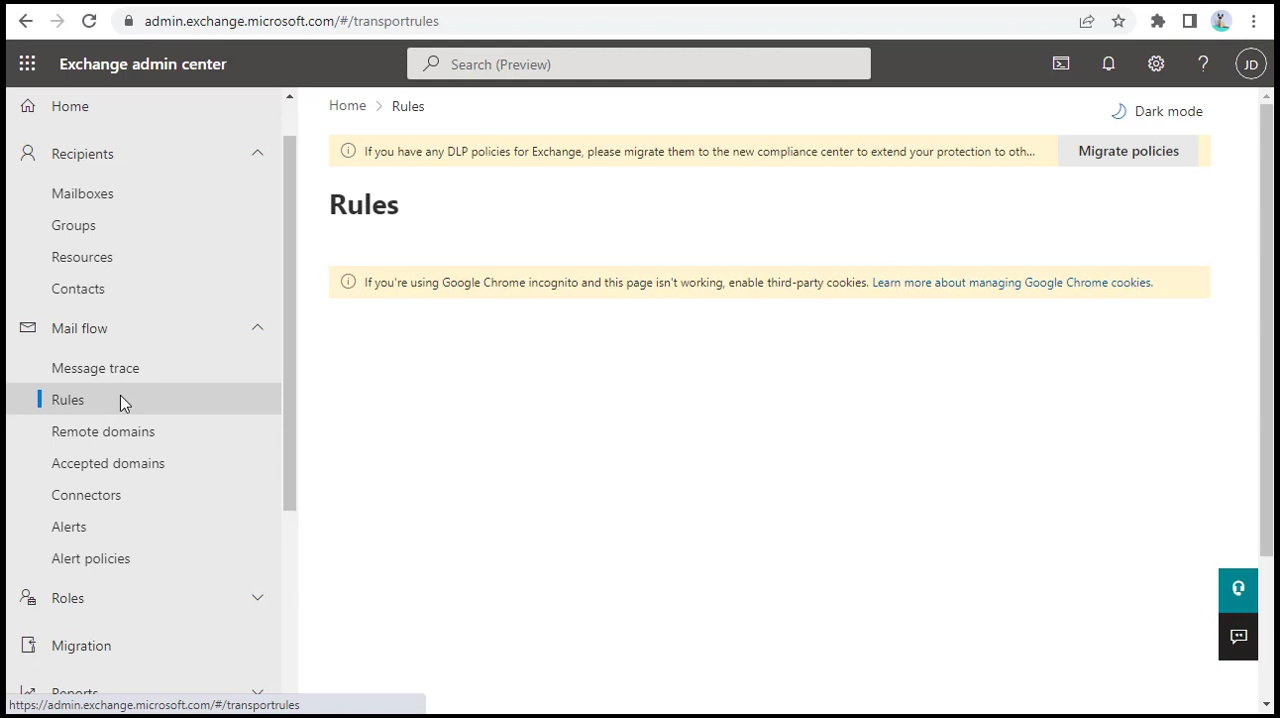 admin.exchange.microsoft.com/#/transportrules
Exchange admin center
Search (Preview)
JD
Home
Recipients
Mailboxes
Groups
Resources
Contacts
Mail flow
Message trace
Rules
Remote domains
Accepted domains
Connectors
Alerts
Alert policies
Roles
Migration
Reports
Home > Rules
Dark mode
If you have any DLP policies for Exchange, please migrate them to the new compliance center to extend your protection to oth...
Migrate policies
Rules
If you're using Google Chrome incognito and this page isn't working, enable third-party cookies. Learn more about managing Google Chrome cookies.
https://admin.exchange.microsoft.com/#/transportrules